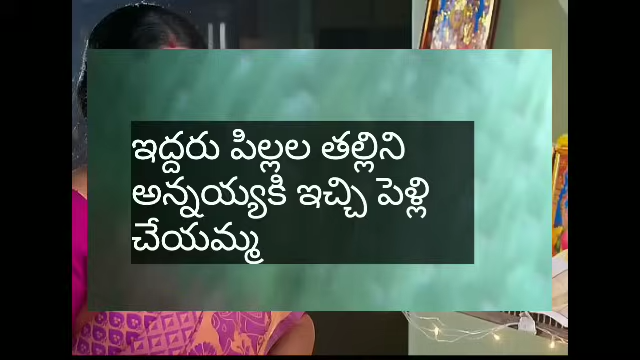 ఇద్దరు పిల్లల తల్లిని
అన్నయ్యకి ఇచ్చి పెళ్లి
చేయమ్మ